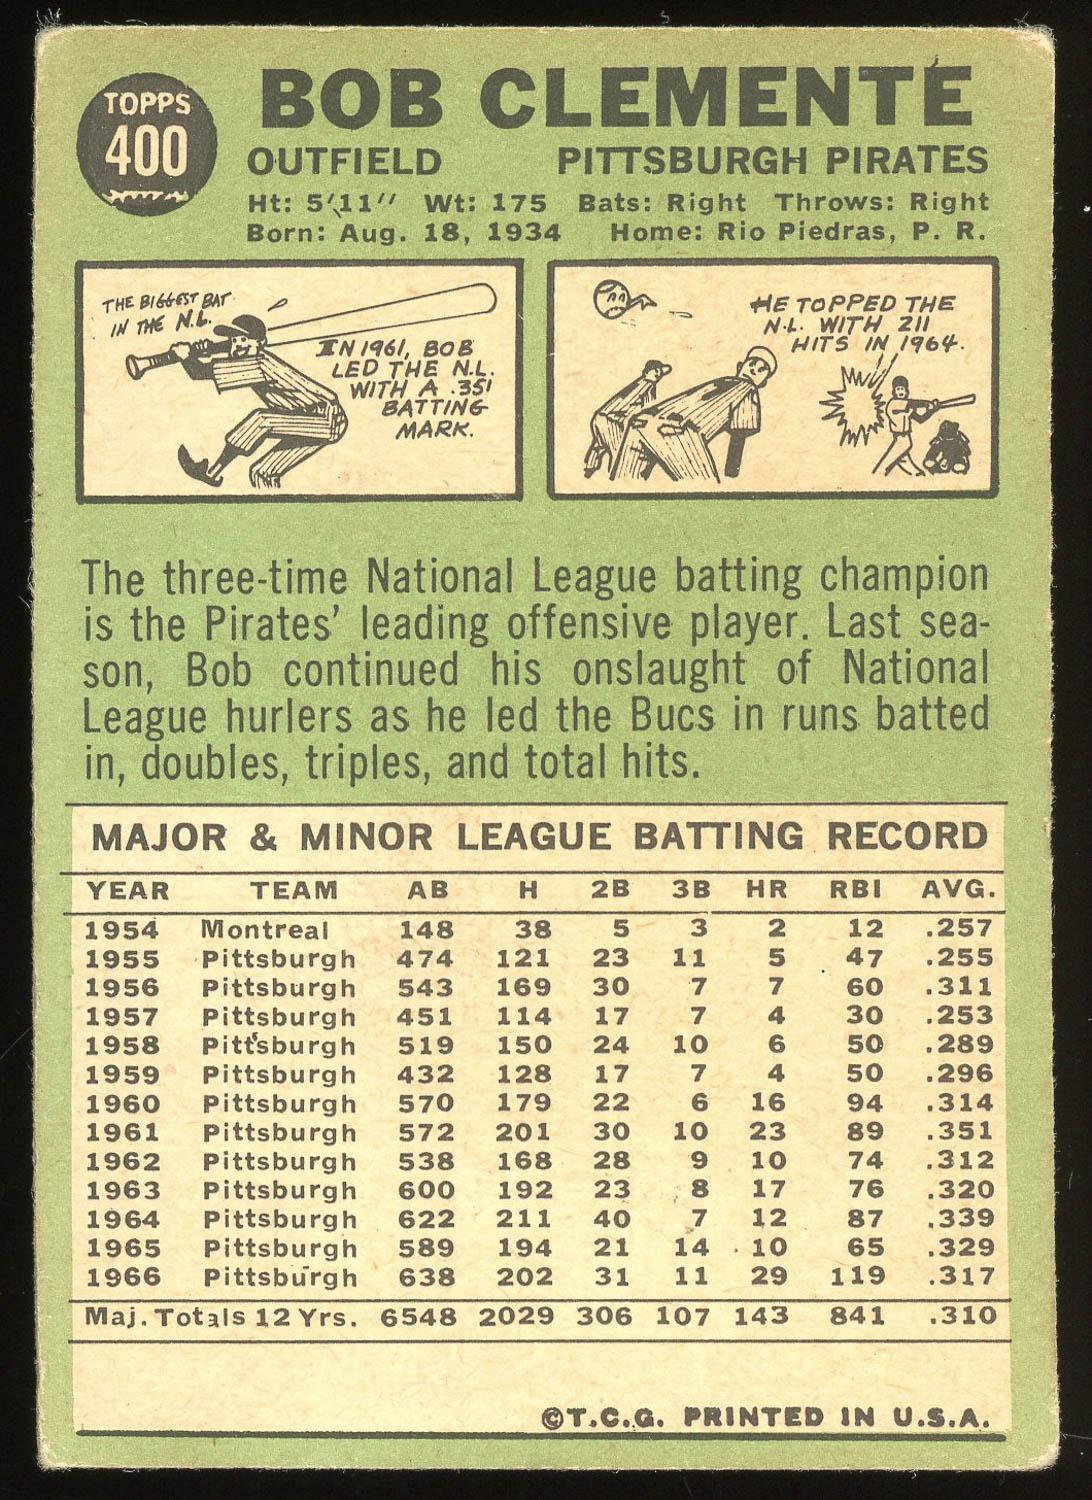 TOPPS
400
BOB CLEMENTE
OUTFIELD PITTSBURGH PIRATES
Ht: 5'11" Wt: 175 Bats: Right Throws: Right
Born: Aug. 18, 1934 Home: Rio Piedras, P. R.
THE BIGGEST BAT
IN THE N.L.
IN 1961, BOB
LED THE N.L.
WITH A .351
BATTING
MARK.
HE TOPPED THE
N.L. WITH 211
HITS IN 1964.
The three-time National League batting champion
is the Pirates' leading offensive player. Last sea-
son, Bob continued his onslaught of National
League hurlers as he led the Bucs in runs batted
in, doubles, triples, and total hits.
MAJOR & MINOR LEAGUE BATTING RECORD
YEAR TEAM AB H 2B 3B HR RBI AVG.
1954 Montreal 148 38 5 3 2 12 .257
1955 Pittsburgh 474 121 23 11 5 47 .255
1956 Pittsburgh 543 169 30 7 7 60 .311
1957 Pittsburgh 451 114 17 7 4 30 .253
1958 Pittsburgh 519 150 24 10 6 50 .289
1959 Pittsburgh 432 128 17 7 4 50 .296
1960 Pittsburgh 570 179 22 6 16 94 .314
1961 Pittsburgh 572 201 30 10 23 89 .351
1962 Pittsburgh 538 168 28 9 10 74 .312
1963 Pittsburgh 600 192 23 8 17 76 .320
1964 Pittsburgh 622 211 40 7 12 87 .339
1965 Pittsburgh 589 194 21 14 10 65 .329
1966 Pittsburgh 638 202 31 11 29 119 .317
Maj. Totals 12 Yrs. 6548 2029 306 107 143 841 .310
©T.C.G. PRINTED IN U.S.A.